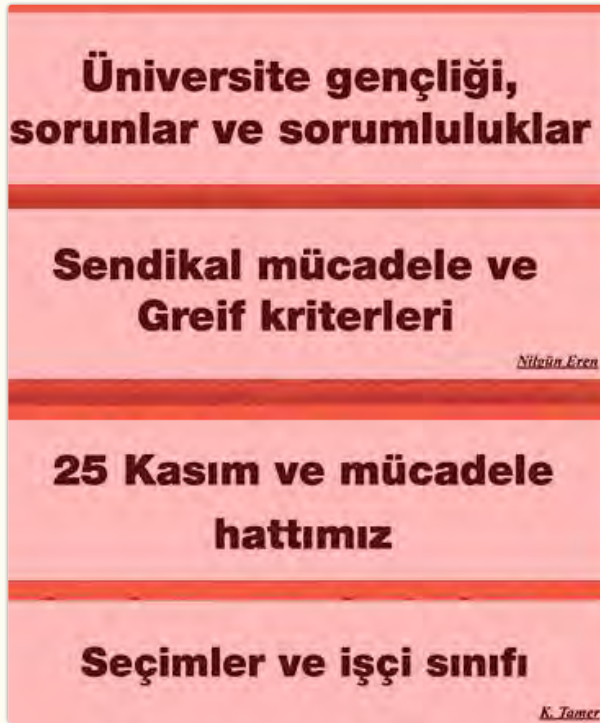 Üniversite gençliği,
sorunlar ve sorumluluklar
Sendikal mücadele ve
Greif kriterleri
Nilgün Eren
25 Kasım ve mücadele
hattımız
Seçimler ve işçi sınıfı
K. Tamer